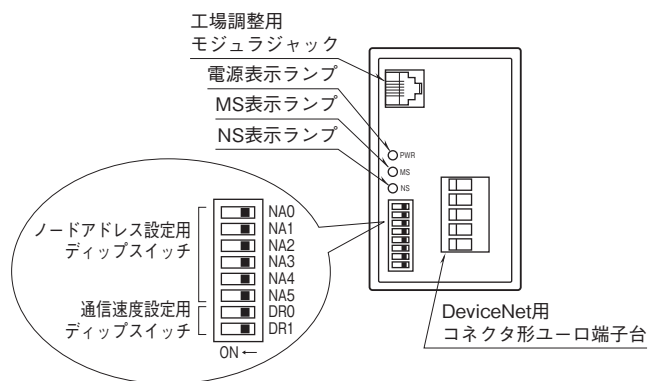 工場調整用
モジュラジャック
電源表示ランプ
MS表示ランプ
NS表示ランプ
PWR
MS
NS
ノードアドレス設定用
ディップスイッチ
NA0
NA1
NA2
NA3
NA4
NA5
通信速度設定用
ディップスイッチ
DR0
DR1
ON ←
DeviceNet用
コネクタ形ユーロ端子台